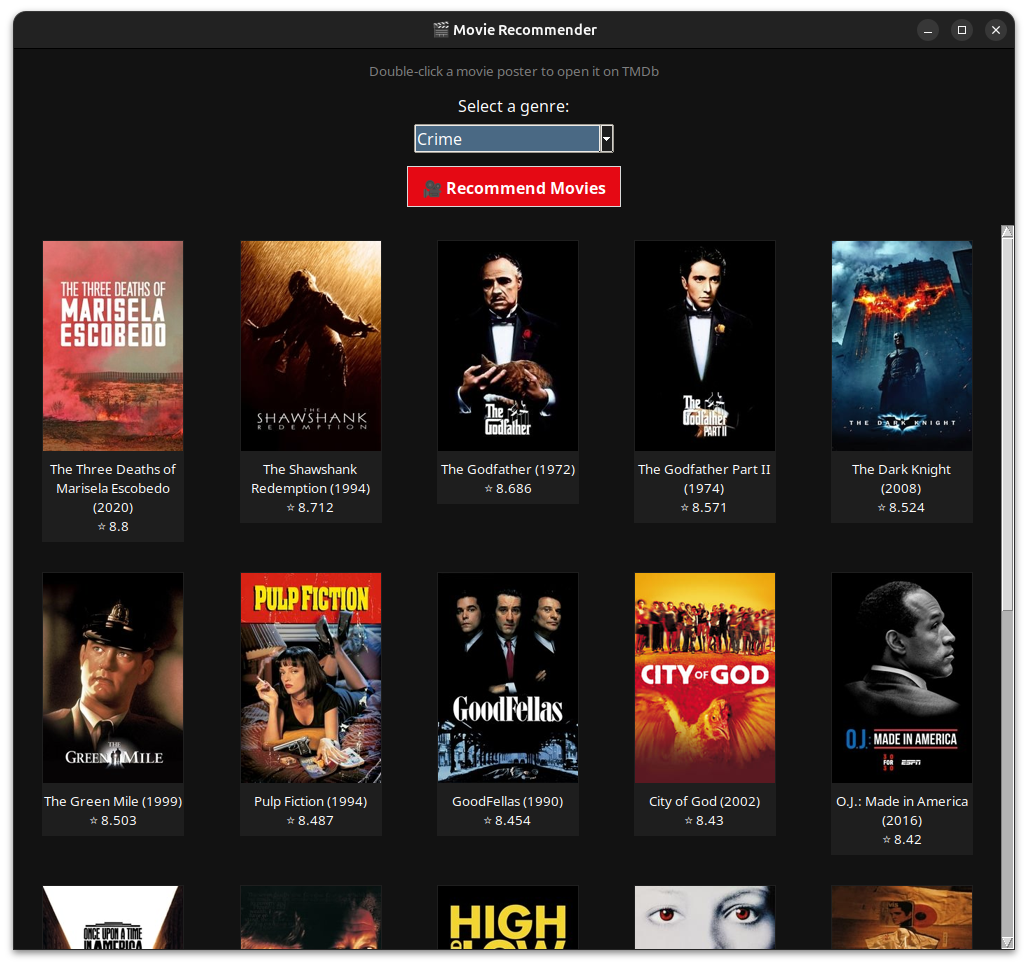 🎬 Movie Recommender
Double-click a movie poster to open it on TMDb
Select a genre:
Crime
🎥 Recommend Movies
THE THREE DEATHS OF
MARISELA
ESCOBEDO
THE
SHAWSHANK
REDEMPTION
The
Godfather
The
Godfather
PART II
THE DARK KNIGHT
The Three Deaths of
Marisela Escobedo
(2020)
☆ 8.8
The Shawshank
Redemption (1994)
☆ 8.712
The Godfather (1972)
☆ 8.686
The Godfather Part II
(1974)
☆ 8.571
The Dark Knight
(2008)
☆ 8.524
THE
GREEN MILE
PULP FICTION
GoodFellas
CITY OF GOD
O.J.: MADE IN AMERICA
30
FOR
30
ESPN
The Green Mile (1999)
☆ 8.503
Pulp Fiction (1994)
☆ 8.487
GoodFellas (1990)
☆ 8.454
City of God (2002)
☆ 8.43
O.J.: Made in America
(2016)
☆ 8.42
ONCE UPON A TIME
IN AMERICA
HIGH
AND
LOW